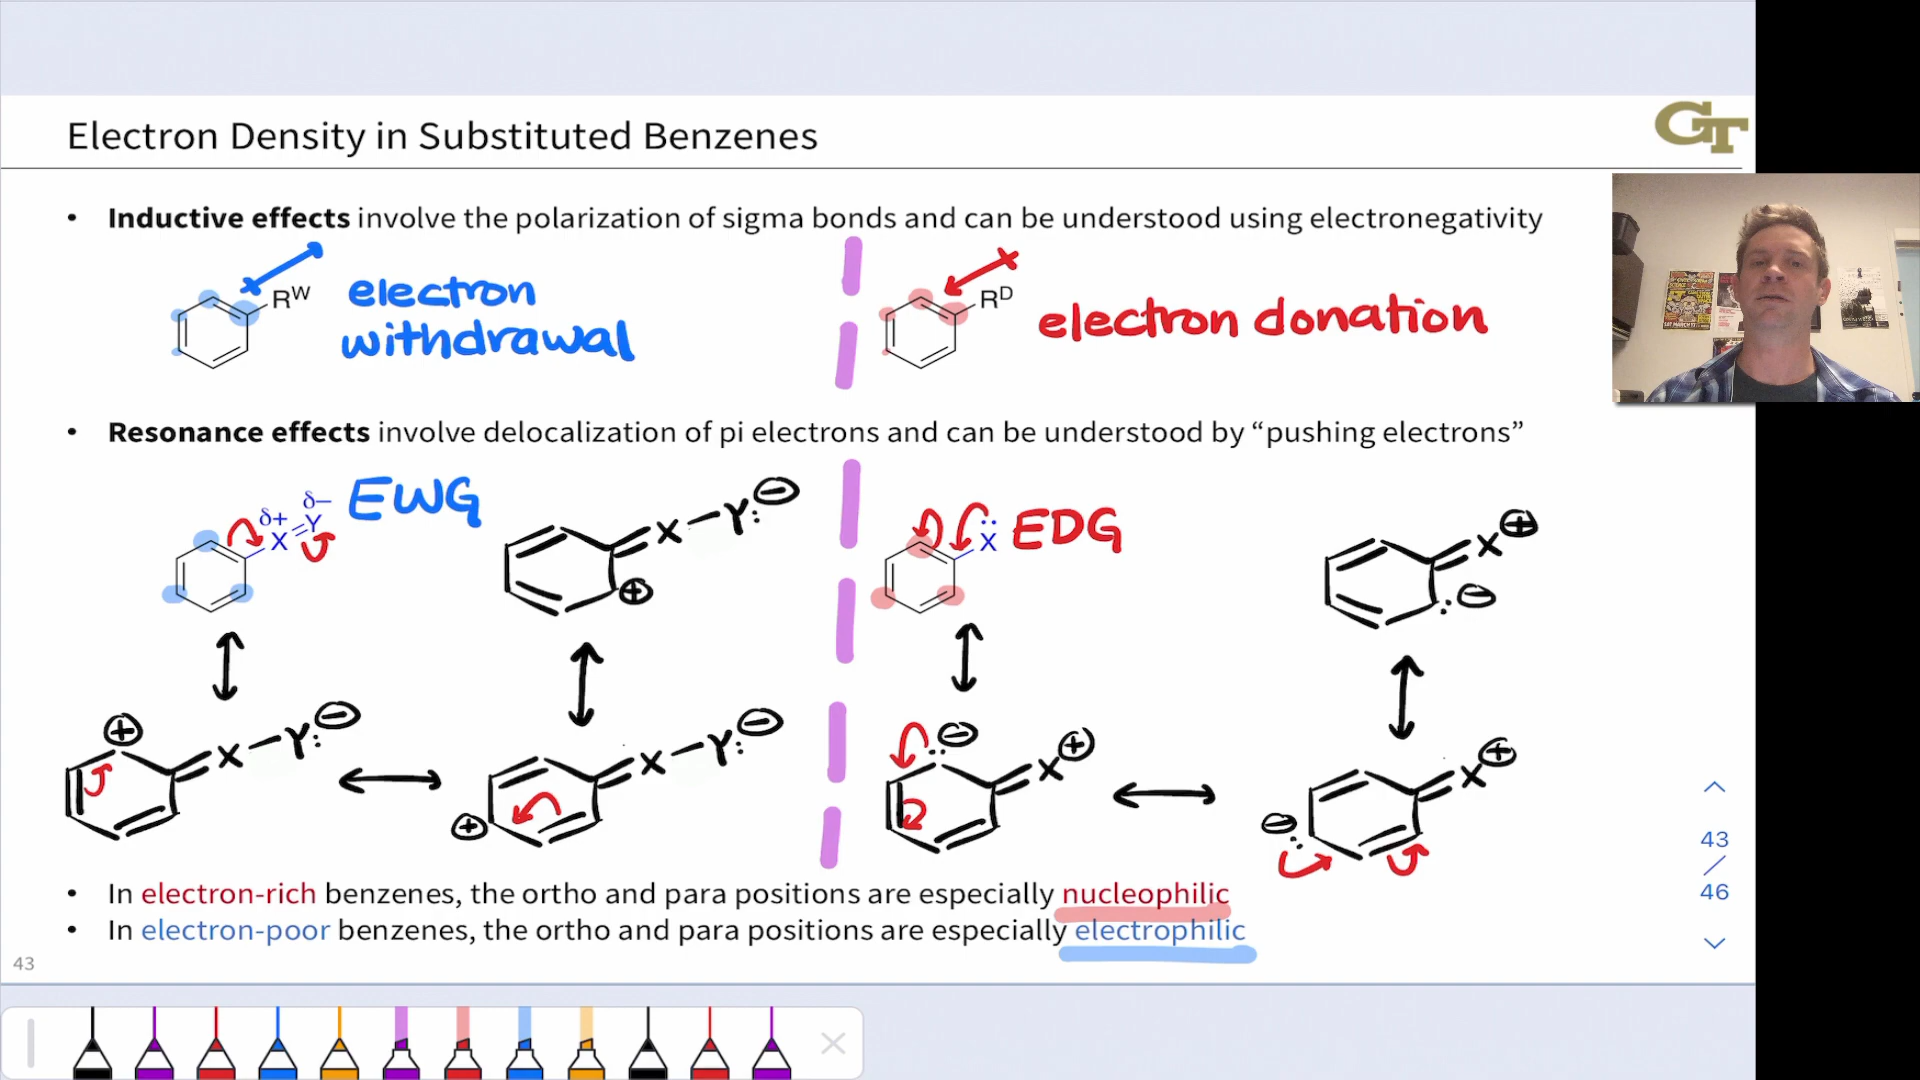 GT
Electron Density in Substituted Benzenes
• Inductive effects involve the polarization of sigma bonds and can be understood using electronegativity
Rᵂ
electron
withdrawal
Rᴰ
electron donation
• Resonance effects involve delocalization of pi electrons and can be understood by “pushing electrons”
δ+
δ–
X=Y
EWG
X–Y:⊖
⊕
Ẍ
EDG
X⊕
:⊖
⊕
X–Y:⊖
⊕
X–Y:⊖
:⊖
X⊕
⊖:
X⊕
• In electron-rich benzenes, the ortho and para positions are especially nucleophilic
• In electron-poor benzenes, the ortho and para positions are especially electrophilic
43
43
/
46